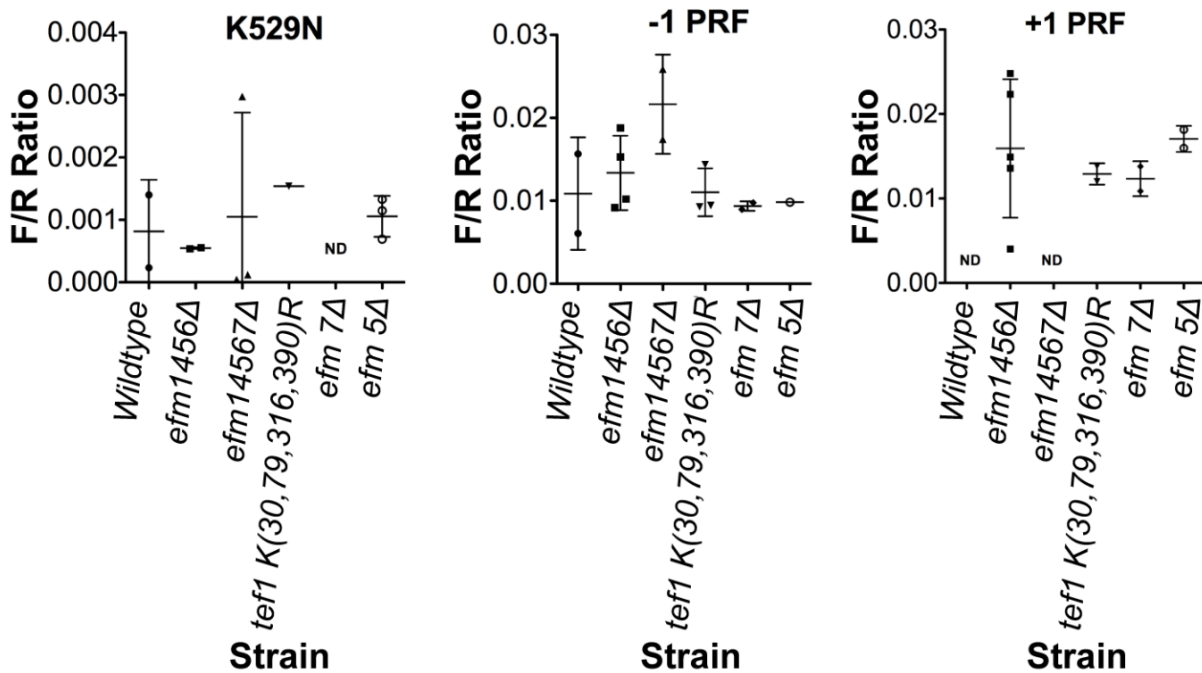 K529N
F/R Ratio
0.004
0.003
0.002
0.001
0.000
ND
Wildtype
efm1456Δ
efm14567Δ
tef1 K(30,79,316,390)R
efm 7Δ
efm 5Δ
Strain
-1 PRF
F/R Ratio
0.03
0.02
0.01
0.00
Wildtype
efm1456Δ
efm14567Δ
tef1 K(30,79,316,390)R
efm 7Δ
efm 5Δ
Strain
+1 PRF
F/R Ratio
0.03
0.02
0.01
0.00
ND
ND
Wildtype
efm1456Δ
efm14567Δ
tef1 K(30,79,316,390)R
efm 7Δ
efm 5Δ
Strain